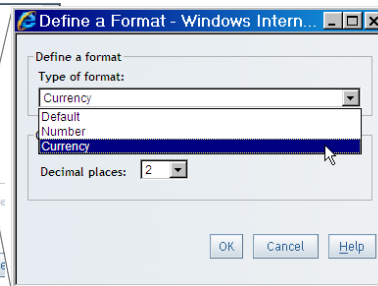 Define a Format - Windows Intern...
Define a format
Type of format:
Currency
Default
Number
Currency
Decimal places: 2
OK Cancel Help